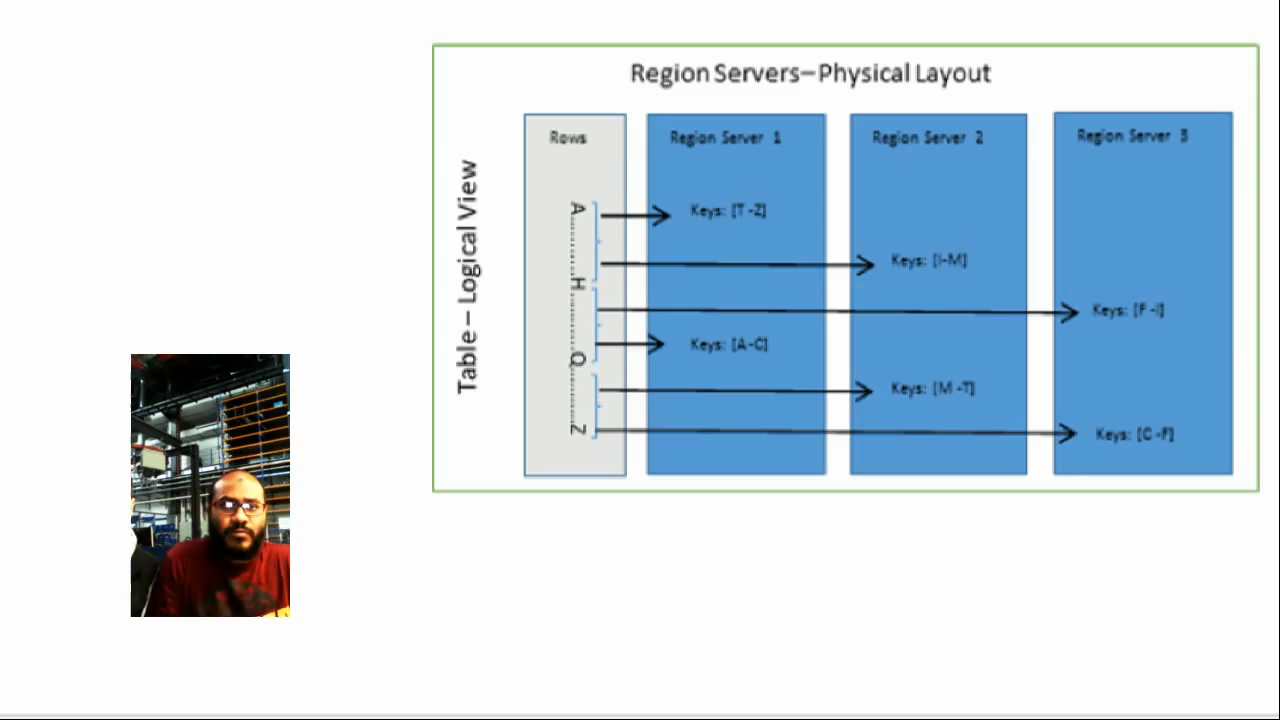 Region Servers–Physical Layout
Table – Logical View
Rows
Region Server 1
Region Server 2
Region Server 3
A............H............Q............Z
Keys: [T -Z]
Keys: [I-M]
Keys: [F -I]
Keys: [A-C]
Keys: [M -T]
Keys: [C -F]